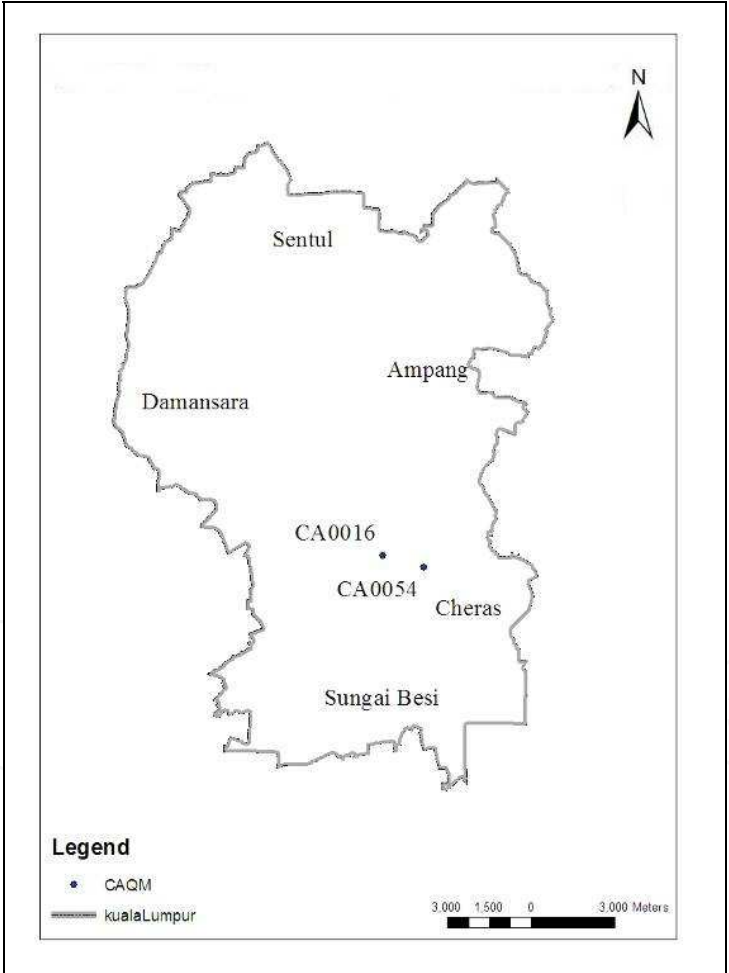 N
Sentul
Ampang
Damansara
CA0016
CA0054
Cheras
Sungai Besi
Legend
CAQM
kualaLumpur
3,000 1,500 0 3,000 Meters